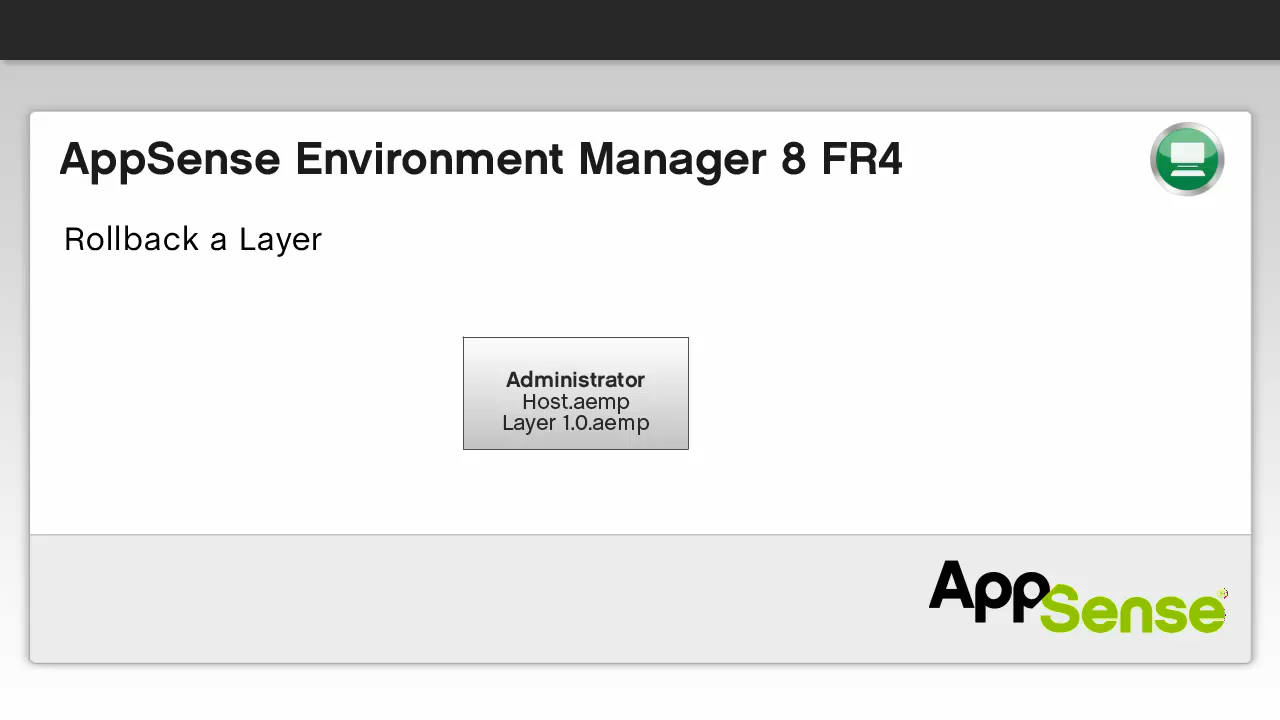 AppSense Environment Manager 8 FR4
Rollback a Layer
Administrator
Host.aemp
Layer 1.0.aemp
AppSense